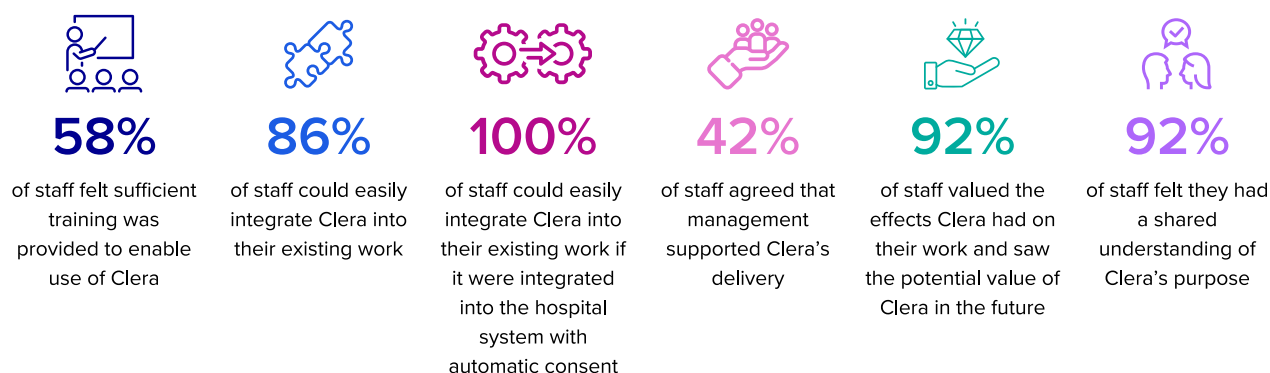 58%
of staff felt sufficient
training was
provided to enable
use of Clera
86%
of staff could easily
integrate Clera into
their existing work
100%
of staff could easily
integrate Clera into
their existing work if
it were integrated
into the hospital
system with
automatic consent
42%
of staff agreed that
management
supported Clera’s
delivery
92%
of staff valued the
effects Clera had on
their work and saw
the potential value of
Clera in the future
92%
of staff felt they had
a shared
understanding of
Clera’s purpose